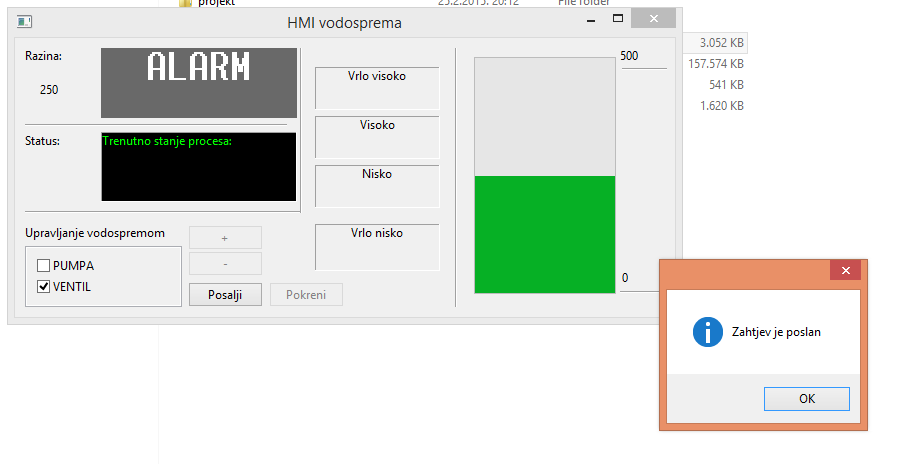 projekt
25.2.2015. 20:12
File folder
HMI vodosprema
Razina:
250
ALARM
Status:
Trenutno stanje procesa:
Upravljanje vodospremom
PUMPA
VENTIL
+
-
Posalji
Pokreni
Vrlo visoko
Visoko
Nisko
Vrlo nisko
500
0
3.052 KB
157.574 KB
541 KB
1.620 KB
Zahtjev je poslan
OK